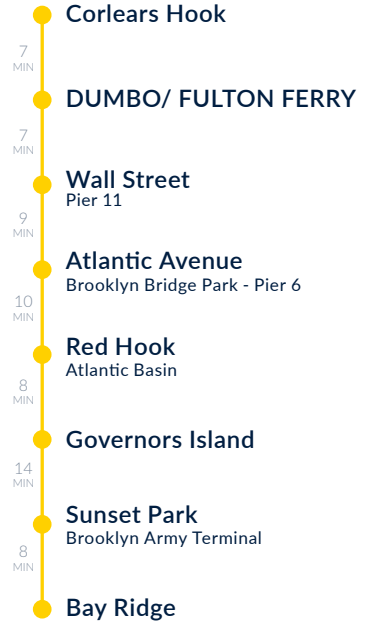 Corlears Hook
7
MIN
DUMBO/ FULTON FERRY
7
MIN
Wall Street
Pier 11
9
MIN
Atlantic Avenue
Brooklyn Bridge Park - Pier 6
10
MIN
Red Hook
Atlantic Basin
8
MIN
Governors Island
14
MIN
Sunset Park
Brooklyn Army Terminal
8
MIN
Bay Ridge